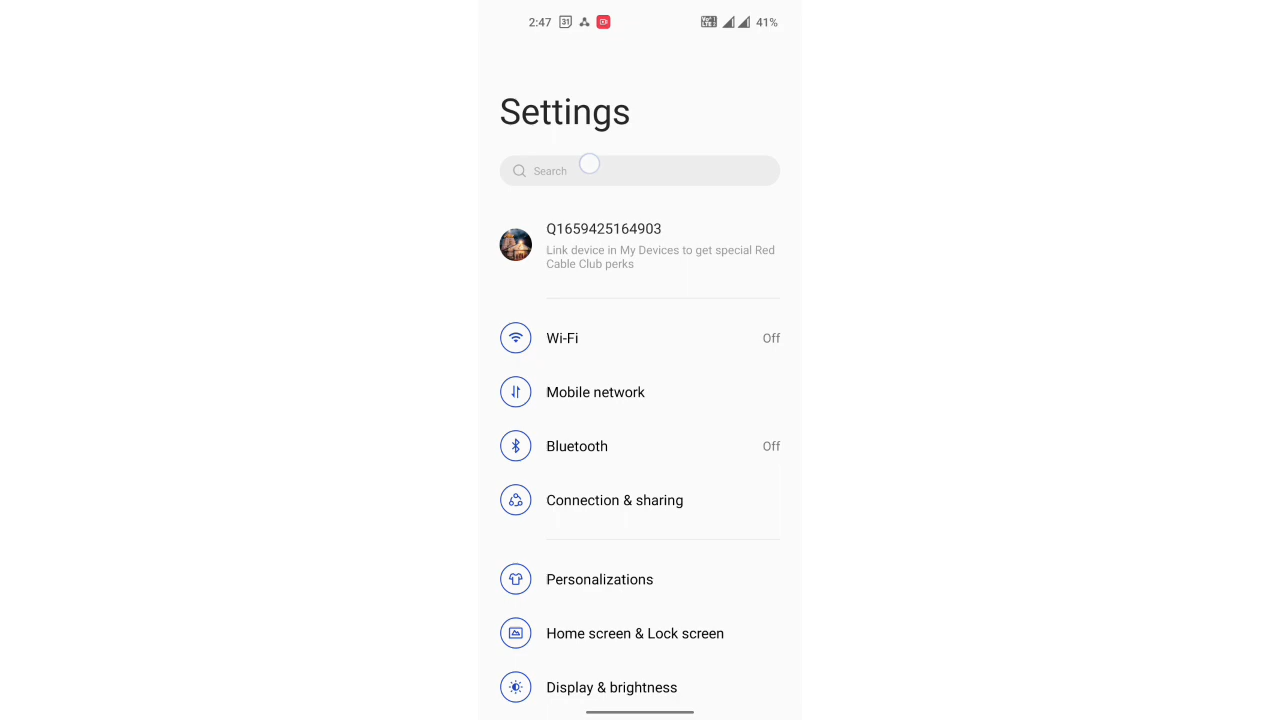 2:47 31 41%
Settings
Search
Q1659425164903
Link device in My Devices to get special Red
Cable Club perks
Wi-Fi Off
Mobile network
Bluetooth Off
Connection & sharing
Personalizations
Home screen & Lock screen
Display & brightness